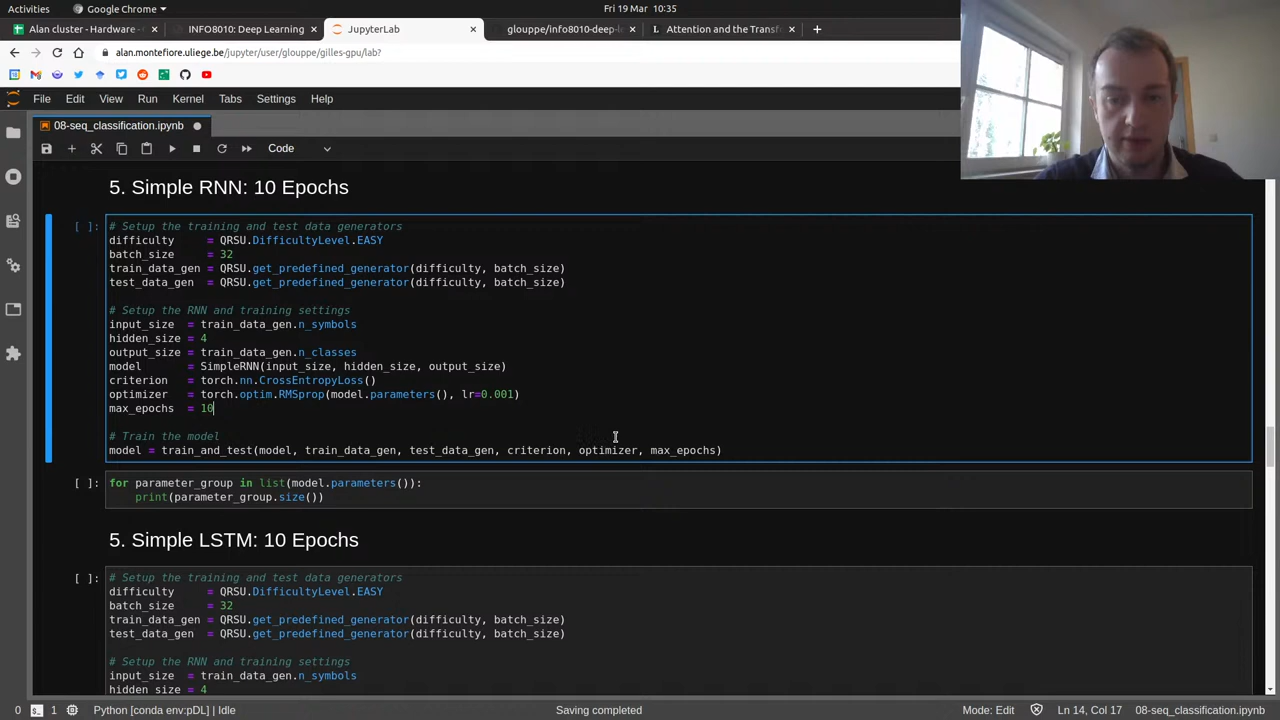 Activities
Google Chrome
Fri 19 Mar 10:35
Alan cluster - Hardware -
INFO8010: Deep Learning
JupyterLab
glouppe/info8010-deep-l
Attention and the Transf
alan.montefiore.uliege.be/jupyter/user/glouppe/gilles-gpu/lab?
File Edit View Run Kernel Tabs Settings Help
08-seq_classification.ipynb
Code
5. Simple RNN: 10 Epochs
[ ]:
# Setup the training and test data generators
difficulty = QRSU.DifficultyLevel.EASY
batch_size = 32
train_data_gen = QRSU.get_predefined_generator(difficulty, batch_size)
test_data_gen = QRSU.get_predefined_generator(difficulty, batch_size)
# Setup the RNN and training settings
input_size = train_data_gen.n_symbols
hidden_size = 4
output_size = train_data_gen.n_classes
model = SimpleRNN(input_size, hidden_size, output_size)
criterion = torch.nn.CrossEntropyLoss()
optimizer = torch.optim.RMSprop(model.parameters(), lr=0.001)
max_epochs = 10
# Train the model
model = train_and_test(model, train_data_gen, test_data_gen, criterion, optimizer, max_epochs)
[ ]:
for parameter_group in list(model.parameters()):
print(parameter_group.size())
5. Simple LSTM: 10 Epochs
[ ]:
# Setup the training and test data generators
difficulty = QRSU.DifficultyLevel.EASY
batch_size = 32
train_data_gen = QRSU.get_predefined_generator(difficulty, batch_size)
test_data_gen = QRSU.get_predefined_generator(difficulty, batch_size)
# Setup the RNN and training settings
input_size = train_data_gen.n_symbols
hidden_size = 4
0 1 Python [conda env:pDL] | Idle
Saving completed
Mode: Edit
Ln 14, Col 17
08-seq_classification.ipynb